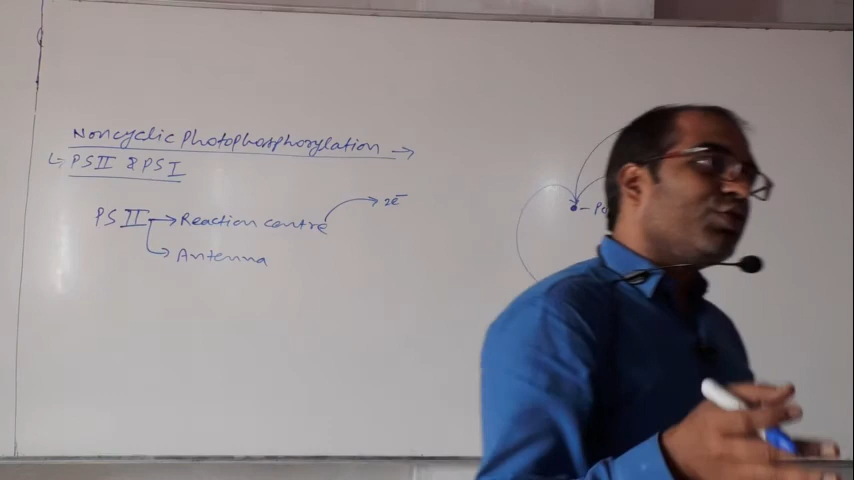 Noncyclic Photophosphorylation →
↳ PS II & PS I
PS II → Reaction centre → 2e⁻
↳ Antenna